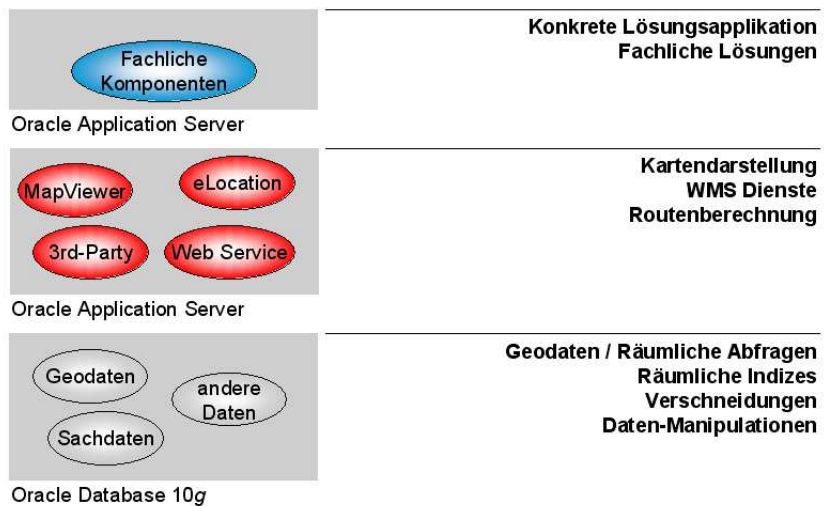 Fachliche
Komponenten
Oracle Application Server
Konkrete Lösungsapplikation
Fachliche Lösungen
MapViewer
eLocation
3rd-Party
Web Service
Oracle Application Server
Kartendarstellung
WMS Dienste
Routenberechnung
Geodaten
andere
Daten
Sachdaten
Oracle Database 10g
Geodaten / Räumliche Abfragen
Räumliche Indizes
Verschneidungen
Daten-Manipulationen